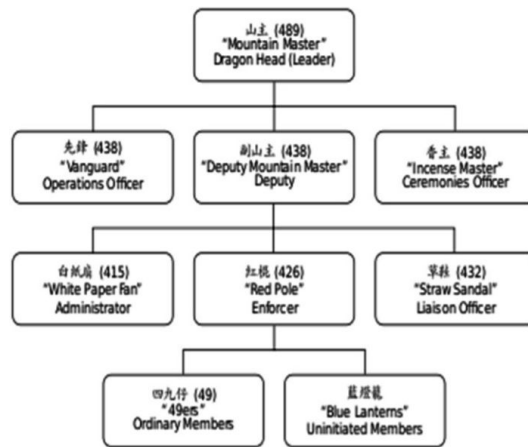 山主 (489)
“Mountain Master”
Dragon Head (Leader)
先鋒 (438)
“Vanguard”
Operations Officer
副山主 (438)
“Deputy Mountain Master”
Deputy
香主 (438)
“Incense Master”
Ceremonies Officer
白紙扇 (415)
“White Paper Fan”
Administrator
紅棍 (426)
“Red Pole”
Enforcer
草鞋 (432)
“Straw Sandal”
Liaison Officer
四九仔 (49)
“49ers”
Ordinary Members
藍燈籠
“Blue Lanterns”
Uninitiated Members